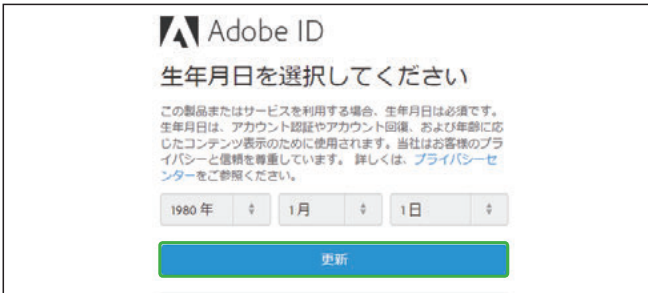 Adobe ID
生年月日を選択してください
この製品またはサービスを利用する場合、生年月日は必須です。
生年月日は、アカウント認証やアカウント回復、および年齢に応
じたコンテンツ表示のために使用されます。当社はお客様のプラ
イバシーと信頼を尊重しています。 詳しくは、プライバシーセ
ンターをご参照ください。
1980 年 1月 1日
更新